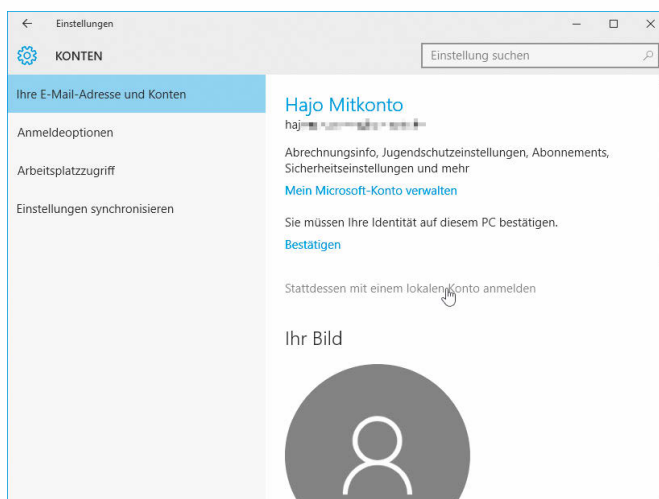 Einstellungen
KONTEN
Einstellung suchen
Ihre E-Mail-Adresse und Konten
Anmeldeoptionen
Arbeitsplatzzugriff
Einstellungen synchronisieren
Hajo Mitkonto
Abrechnungsinfo, Jugendschutzeinstellungen, Abonnements,
Sicherheitseinstellungen und mehr
Mein Microsoft-Konto verwalten
Sie müssen Ihre Identität auf diesem PC bestätigen.
Bestätigen
Stattdessen mit einem lokalen Konto anmelden
Ihr Bild